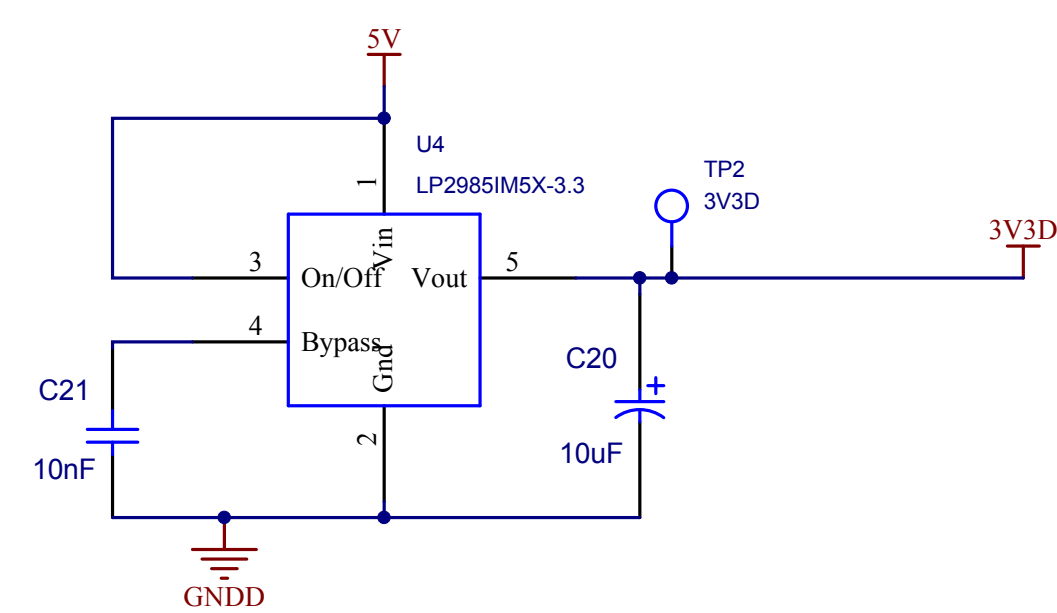 5V
U4
LP2985IM5X-3.3
1
Vin
3
On/Off
Vout
5
4
Bypass
Gnd
2
TP2
3V3D
3V3D
C20
+
10uF
C21
10nF
GNDD